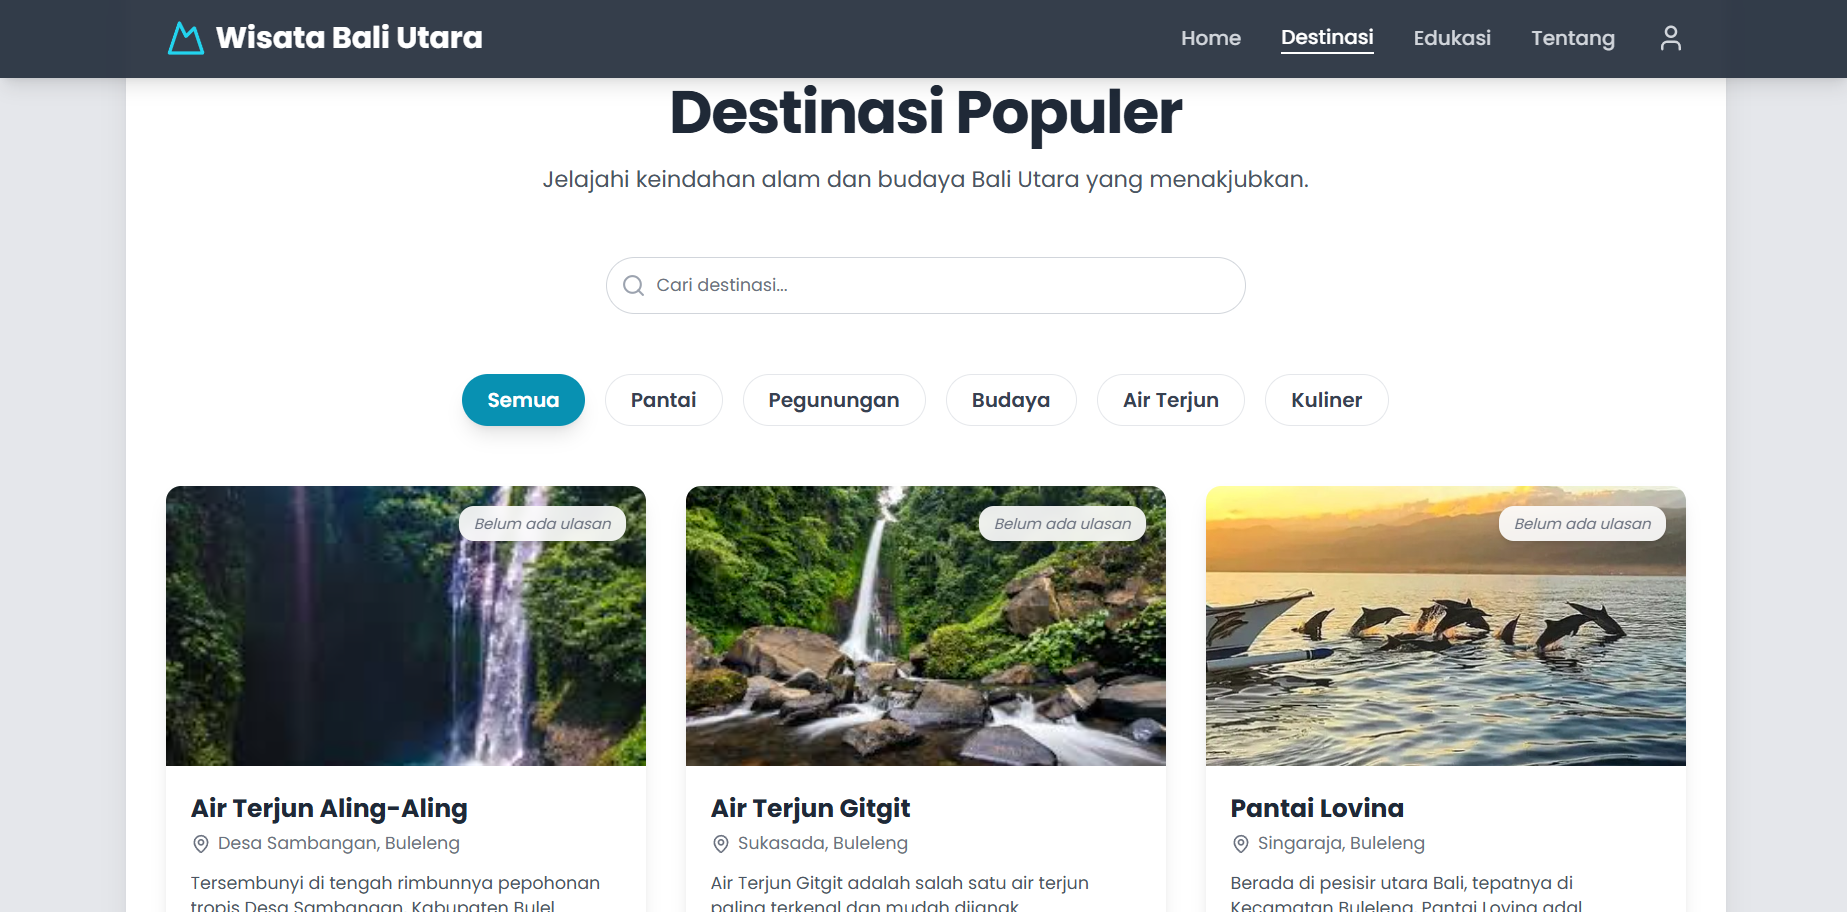 Wisata Bali Utara
Home Destinasi Edukasi Tentang
Destinasi Populer
Jelajahi keindahan alam dan budaya Bali Utara yang menakjubkan.
Cari destinasi...
Semua Pantai Pegunungan Budaya Air Terjun Kuliner
Belum ada ulasan
Air Terjun Aling-Aling
Desa Sambangan, Buleleng
Tersembunyi di tengah rimbunnya pepohonan
tropis Desa Sambangan, Kabupaten Bulel
Belum ada ulasan
Air Terjun Gitgit
Sukasada, Buleleng
Air Terjun Gitgit adalah salah satu air terjun
paling terkenal dan mudah dijangk
Belum ada ulasan
Pantai Lovina
Singaraja, Buleleng
Berada di pesisir utara Bali, tepatnya di
Kecamatan Buleleng, Pantai Lovina adal